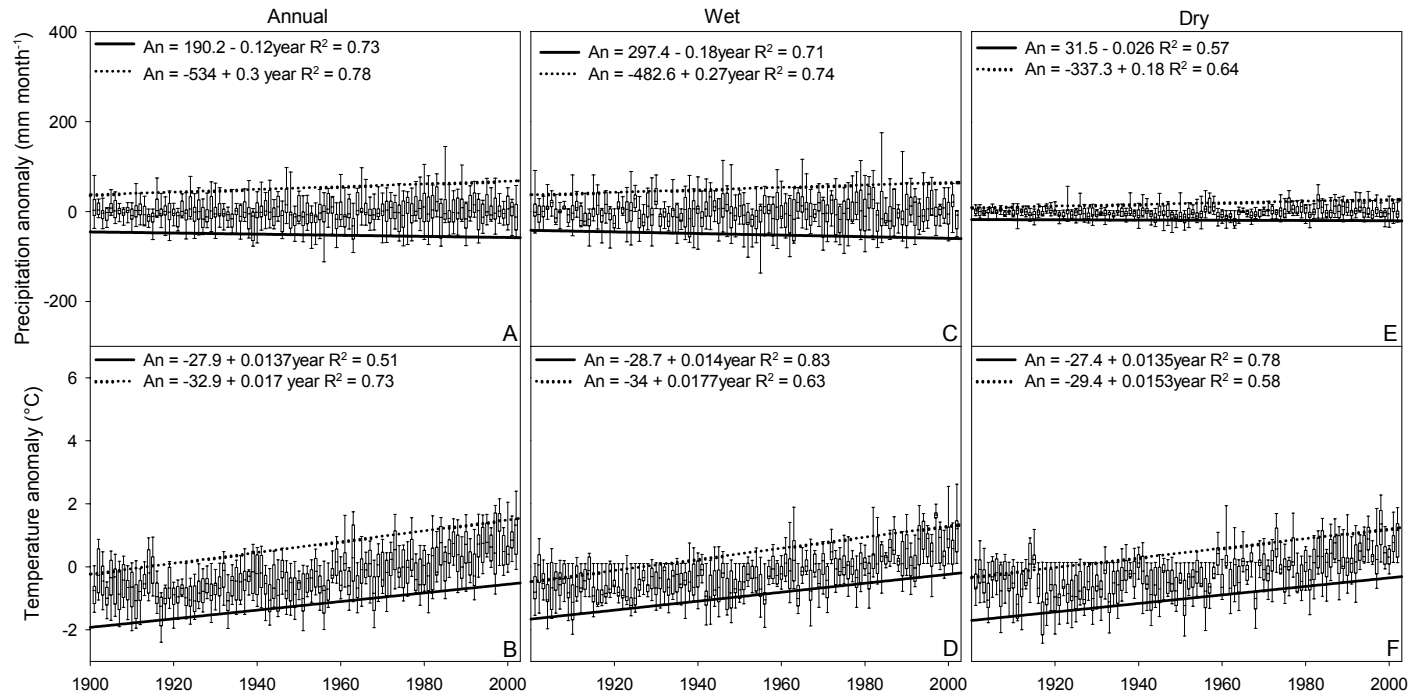 Annual
Wet
Dry
Precipitation anomaly (mm month⁻¹)
400
200
0
-200
An = 190.2 - 0.12year R² = 0.73
An = -534 + 0.3 year R² = 0.78
A
An = 297.4 - 0.18year R² = 0.71
An = -482.6 + 0.27year R² = 0.74
C
An = 31.5 - 0.026 R² = 0.57
An = -337.3 + 0.18 R² = 0.64
E
Temperature anomaly (°C)
6
4
2
0
-2
An = -27.9 + 0.0137year R² = 0.51
An = -32.9 + 0.017 year R² = 0.73
B
An = -28.7 + 0.014year R² = 0.83
An = -34 + 0.0177year R² = 0.63
D
An = -27.4 + 0.0135year R² = 0.78
An = -29.4 + 0.0153year R² = 0.58
F
1900 1920 1940 1960 1980 2000
1920 1940 1960 1980 2000
1920 1940 1960 1980 2000